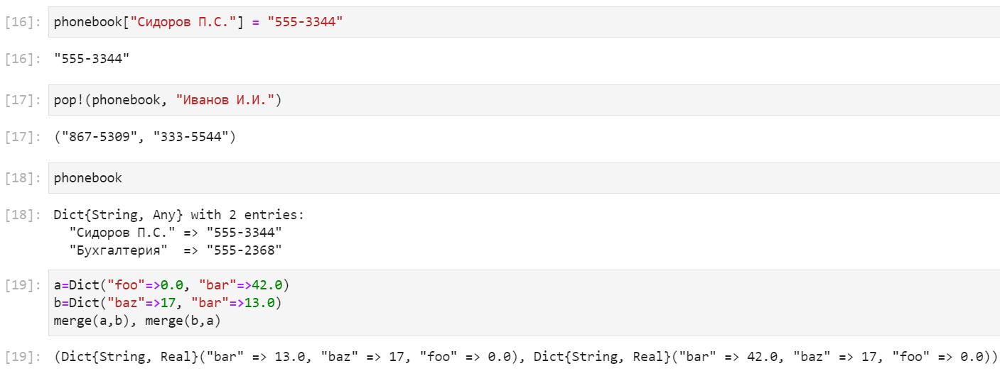 [16]: phonebook["Сидоров П.С."] = "555-3344"
[16]: "555-3344"
[17]: pop!(phonebook, "Иванов И.И.")
[17]: ("867-5309", "333-5544")
[18]: phonebook
[18]: Dict{String, Any} with 2 entries:
"Сидоров П.С." => "555-3344"
"Бухгалтерия"  => "555-2368"
[19]: a=Dict("foo"=>0.0, "bar"=>42.0)
b=Dict("baz"=>17, "bar"=>13.0)
merge(a,b), merge(b,a)
[19]: (Dict{String, Real}("bar" => 13.0, "baz" => 17, "foo" => 0.0), Dict{String, Real}("bar" => 42.0, "baz" => 17, "foo" => 0.0))